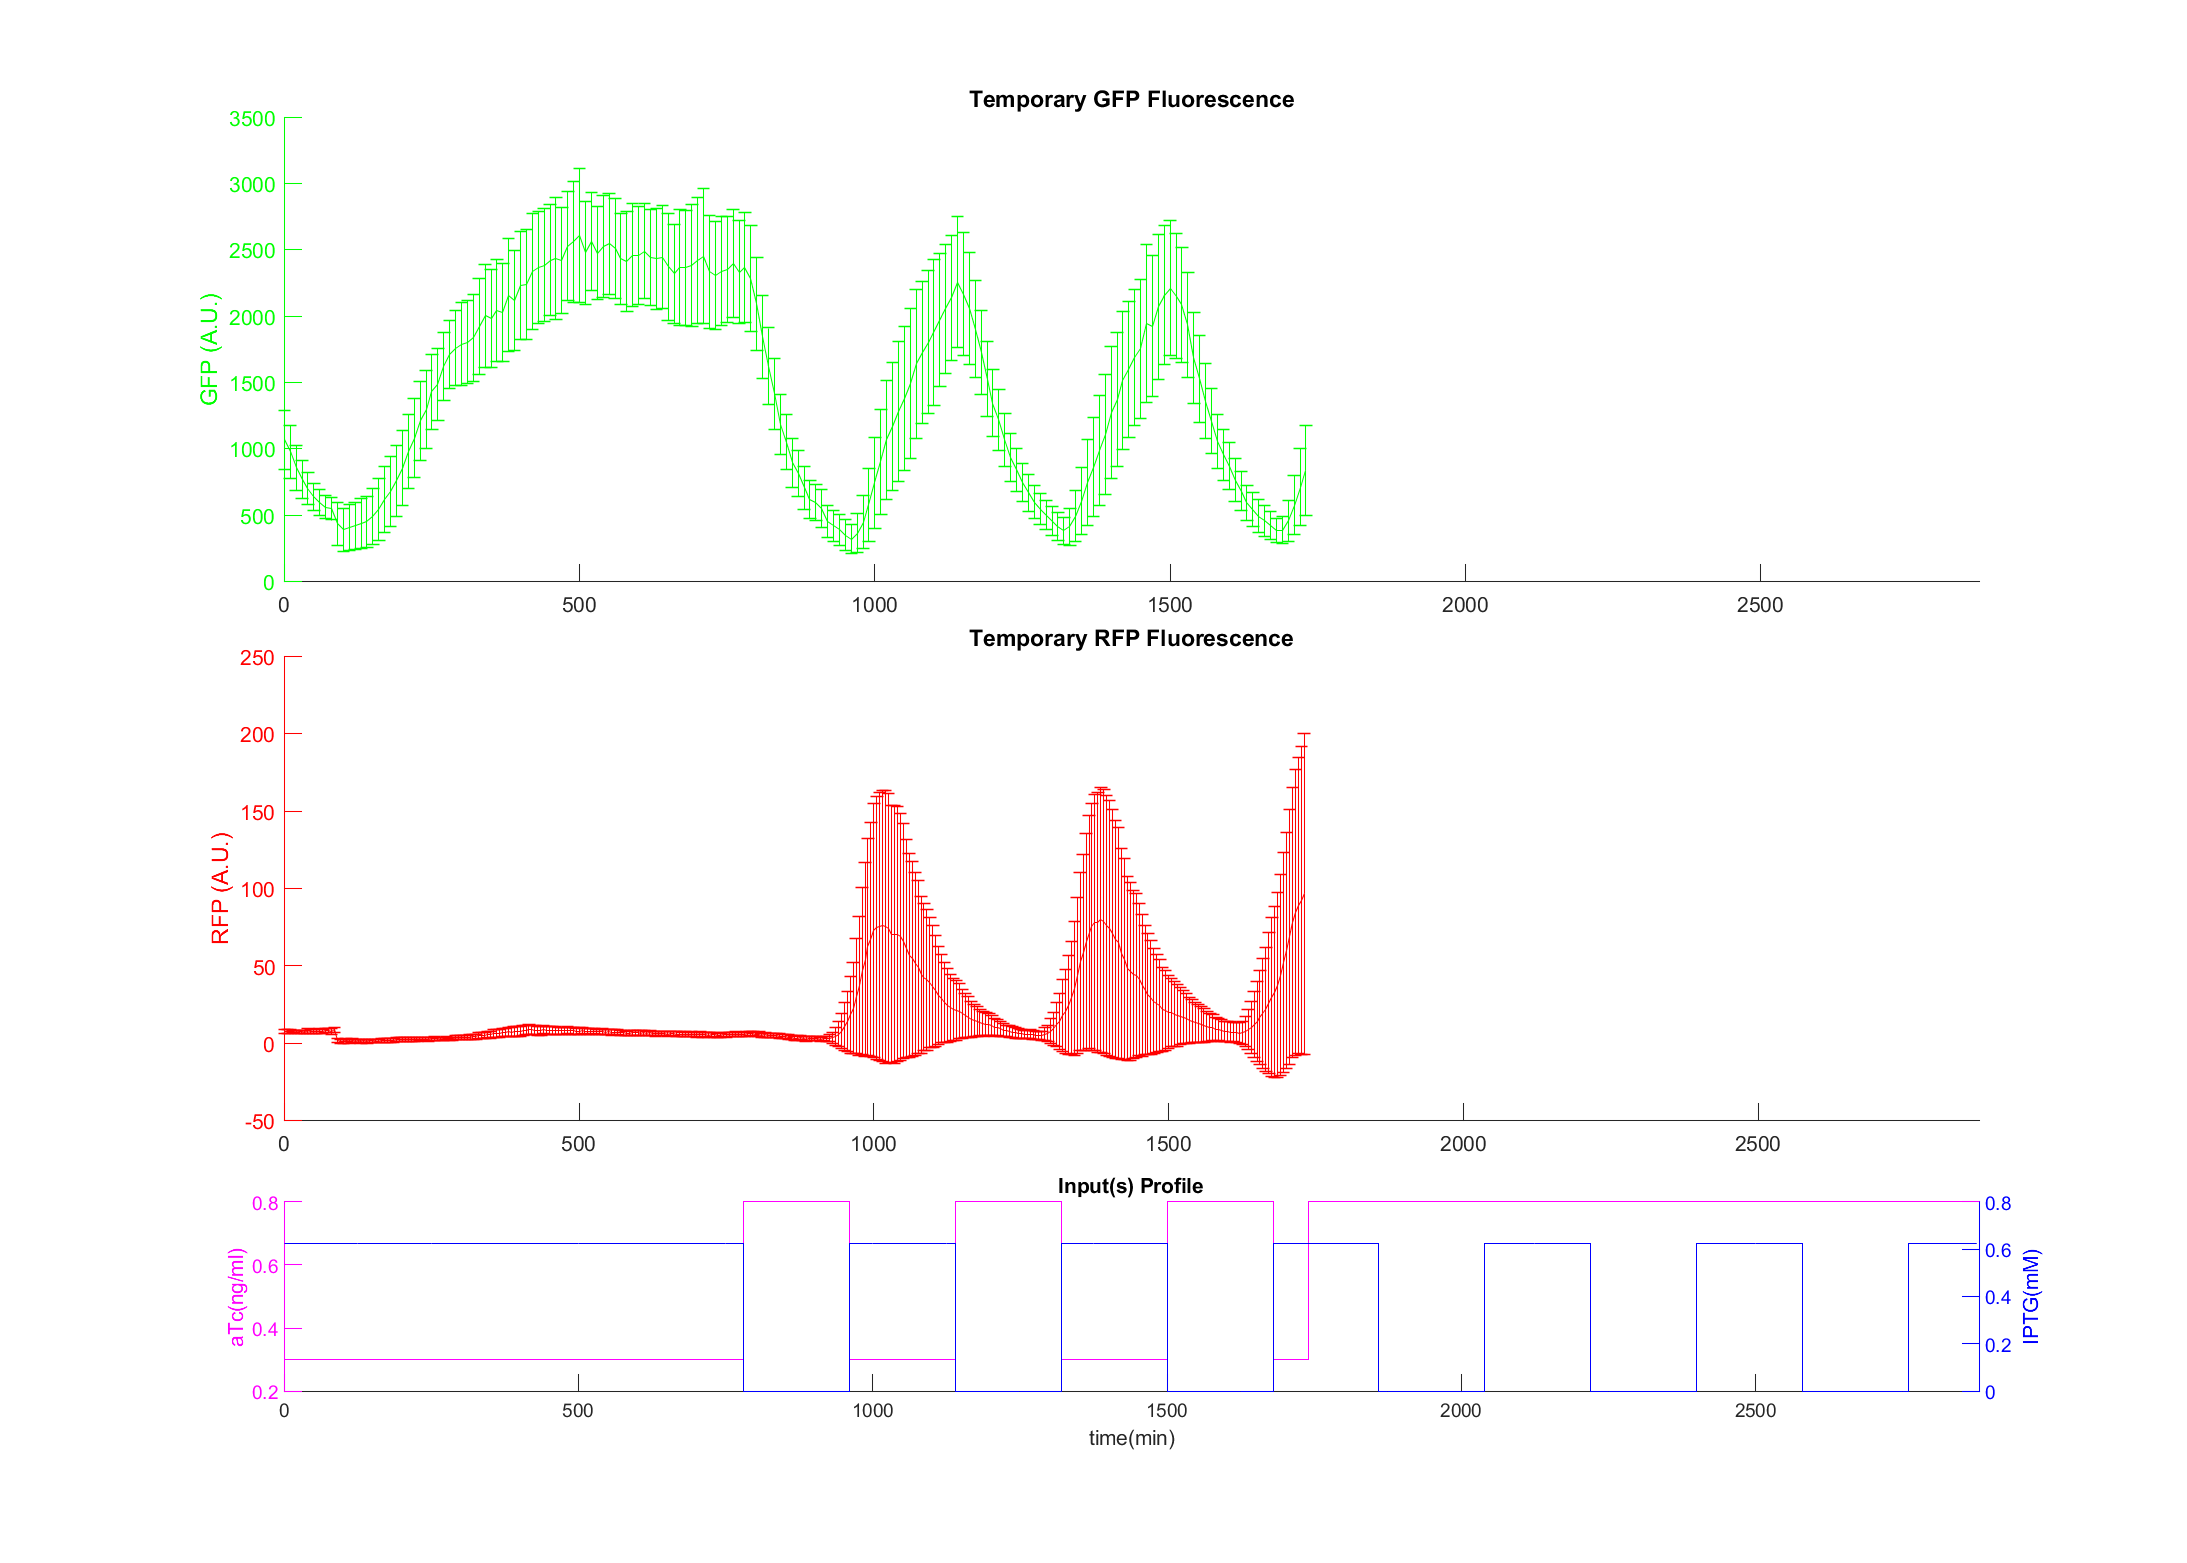 Temporary GFP Fluorescence
3500
3000
2500
2000
1500
1000
500
0
GFP (A.U.)
0 500 1000 1500 2000 2500
Temporary RFP Fluorescence
250
200
150
100
50
0
-50
RFP (A.U.)
0 500 1000 1500 2000 2500
Input(s) Profile
0.8
0.6
0.4
0.2
aTc(ng/ml)
0.8
0.6
0.4
0.2
0
IPTG(mM)
0 500 1000 1500 2000 2500
time(min)